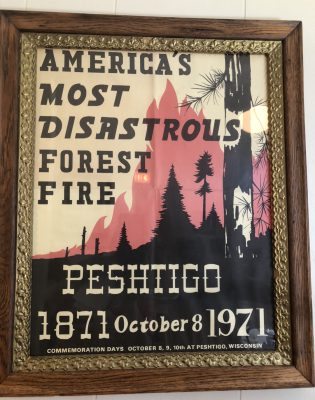 AMERICA'S
MOST
DISASTROUS
FOREST
FIRE
PESHTIGO
1871 October 8 1971
COMMEMORATION DAYS OCTOBER 8, 9, 10th AT PESHTIGO, WISCONSIN